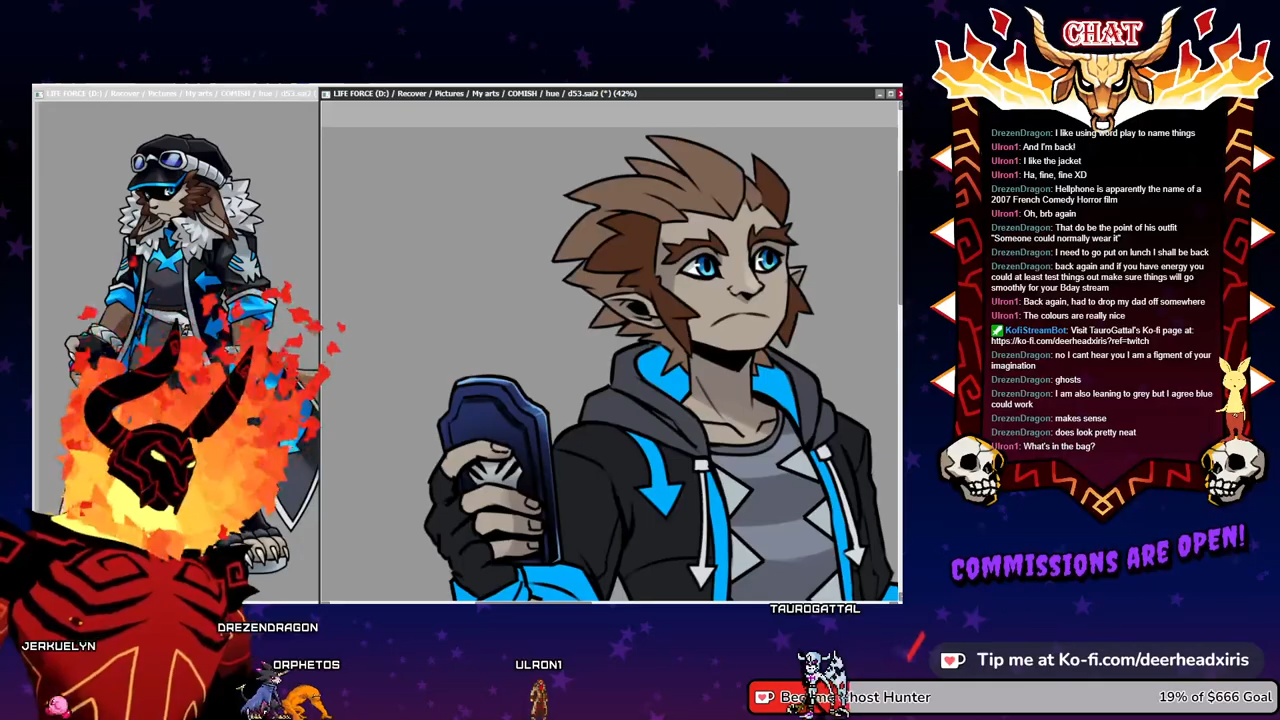 CHAT
LIFE FORCE (D:) / Recover / Pictures / My arts / COMISH / hue / d53.sai2 (
LIFE FORCE (D:) / Recover / Pictures / My arts / COMISH / hue / d53.sai2 (*) (42%)
DrezenDragon: I like using word play to name things
Ulron1: And I'm back!
Ulron1: I like the jacket
Ulron1: Ha, fine, fine XD
DrezenDragon: Hellphone is apparently the name of a
2007 French Comedy Horror film
Ulron1: Oh, brb again
DrezenDragon: That do be the point of his outfit
"Someone could normally wear it"
DrezenDragon: I need to go put on lunch I shall be back
DrezenDragon: back again and if you have energy you
could at least test things out make sure things will go
smoothly for your Bday stream
Ulron1: Back again, had to drop my dad off somewhere
Ulron1: The colours are really nice
KofiStreamBot: Visit TauroGattal's Ko-fi page at:
https://ko-fi.com/deerheadxiris?ref=twitch
DrezenDragon: no I cant hear you I am a figment of your
imagination
DrezenDragon: ghosts
DrezenDragon: I am also leaning to grey but I agree blue
could work
DrezenDragon: makes sense
DrezenDragon: does look pretty neat
Ulron1: What's in the bag?
COMMISSIONS ARE OPEN!
TAUROGATTAL
DREZENDRAGON
JERKUELYN
ORPHETOS
ULRON1
Tip me at Ko-fi.com/deerheadxiris
Hunter
19% of $666 Goal